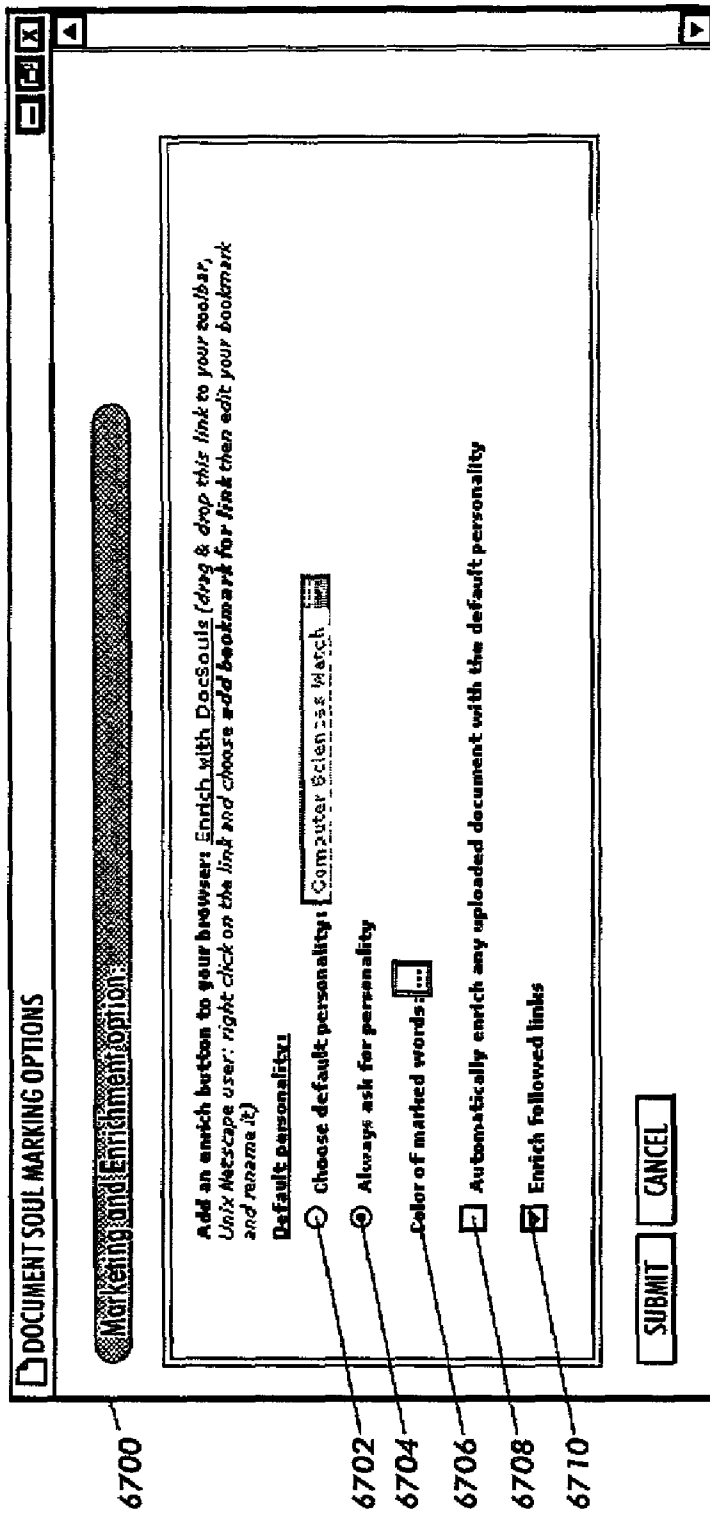 DOCUMENT SOUL MARKING OPTIONS
Marketing and Enrichment option:
Add an enrich button to your browser: Enrich with DocSouls (drag & drop this link to your toolbar,
Unix Netscape user: right click on the link and choose add bookmark for link then edit your bookmark
and rename it)
Default personality:
Choose default personality: Computer Sciences Watch
Always ask for personality
Color of marked words: ...
Automatically enrich any uploaded document with the default personality
Enrich followed links
SUBMIT CANCEL
6700
6702
6704
6706
6708
6710